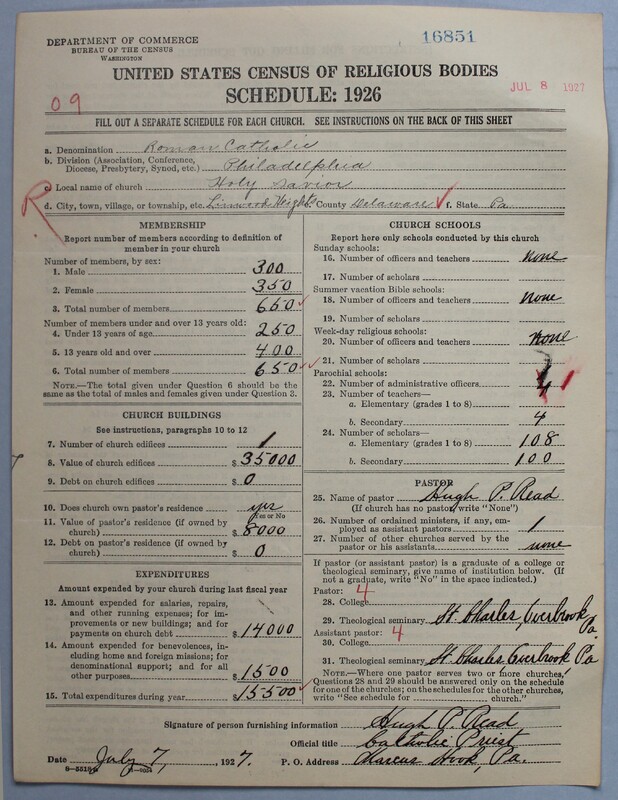 DEPARTMENT OF COMMERCE
BUREAU OF THE CENSUS
WASHINGTON
16851
UNITED STATES CENSUS OF RELIGIOUS BODIES
SCHEDULE: 1926
JUL 8 1927
09
FILL OUT A SEPARATE SCHEDULE FOR EACH CHURCH. SEE INSTRUCTIONS ON THE BACK OF THIS SHEET
a. Denomination Roman Catholic
b. Division (Association, Conference, Diocese, Presbytery, Synod, etc.) Philadelphia
c. Local name of church Holy Savior
R
d. City, town, village, or township, etc. Linwood Heights e. County Delaware f. State Pa
MEMBERSHIP
Report number of members according to definition of member in your church
Number of members, by sex:
1. Male 300
2. Female 350
3. Total number of members 650
Number of members under and over 13 years old:
4. Under 13 years of age 250
5. 13 years old and over 400
6. Total number of members 650
NOTE.—The total given under Question 6 should be the same as the total of males and females given under Question 3.
CHURCH BUILDINGS
See instructions, paragraphs 10 to 12
7. Number of church edifices 1
8. Value of church edifices $ 35000
9. Debt on church edifices $ 0
10. Does church own pastor's residence yes
Yes or No
11. Value of pastor's residence (if owned by church) $ 8000
12. Debt on pastor's residence (if owned by church) $ 0
EXPENDITURES
Amount expended by your church during last fiscal year
13. Amount expended for salaries, repairs, and other running expenses; for improvements or new buildings; and for payments on church debt $ 14000
14. Amount expended for benevolences, including home and foreign missions; for denominational support; and for all other purposes $ 1500
15. Total expenditures during year $ 15500
CHURCH SCHOOLS
Report here only schools conducted by this church
Sunday schools:
16. Number of officers and teachers none
17. Number of scholars
Summer vacation Bible schools:
18. Number of officers and teachers none
19. Number of scholars
Week-day religious schools:
20. Number of officers and teachers none
21. Number of scholars
Parochial schools:
22. Number of administrative officers 1
23. Number of teachers—
a. Elementary (grades 1 to 8) 4
b. Secondary 4
24. Number of scholars—
a. Elementary (grades 1 to 8) 108
b. Secondary 100
PASTOR
25. Name of pastor Hugh P. Read
(If church has no pastor, write "None")
26. Number of ordained ministers, if any, employed as assistant pastors 1
27. Number of other churches served by the pastor or his assistants none
If pastor (or assistant pastor) is a graduate of a college or theological seminary, give name of institution below. (If not a graduate, write "No" in the space indicated.)
Pastor: 4
28. College
29. Theological seminary St. Charles, Overbrook, Pa.
Assistant pastor: 4
30. College
31. Theological seminary St Charles Overbrook Pa
NOTE.—Where one pastor serves two or more churches, Questions 28 and 29 should be answered only on the schedule for one of the churches; on the schedules for the other churches, write "See schedule for church."
Signature of person furnishing information Hugh P. Read
Official title Catholic Priest
Date July 7, 1927. P. O. Address Marcus Hook, Pa.